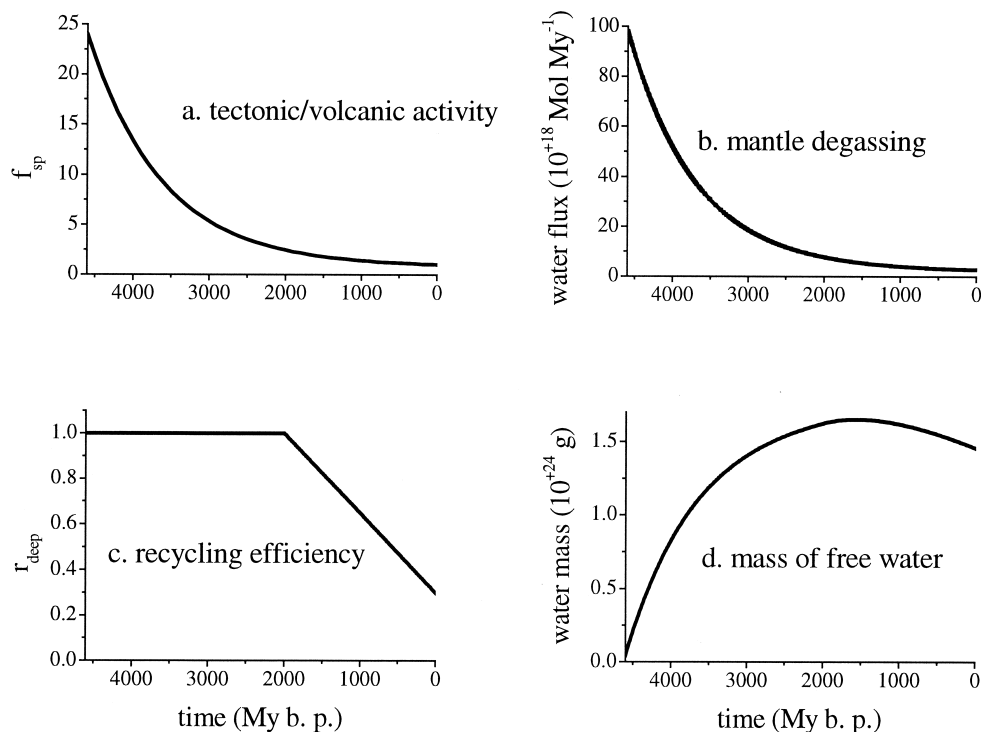 25
20
15
10
5
0
f_sp
a. tectonic/volcanic activity
4000 3000 2000 1000 0
100
80
60
40
20
0
water flux (10^+18 Mol My^-1)
b. mantle degassing
4000 3000 2000 1000 0
1.0
0.8
0.6
0.4
0.2
0.0
r_deep
c. recycling efficiency
4000 3000 2000 1000 0
time (My b. p.)
1.5
1.0
0.5
0.0
water mass (10^+24 g)
d. mass of free water
4000 3000 2000 1000 0
time (My b. p.)